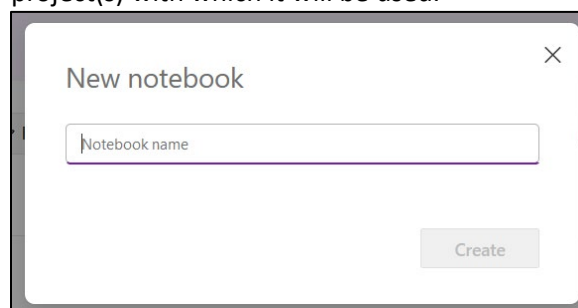 project(s) with which it will be used.
New notebook
Notebook name
Create